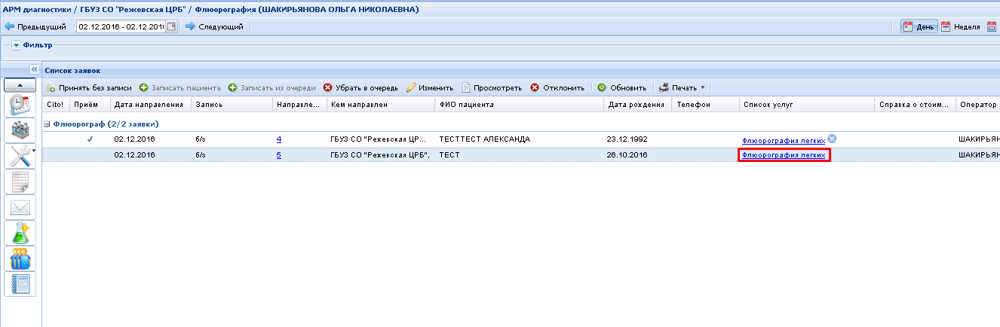 АРМ диагностики / ГБУЗ СО "Режевская ЦРБ" / Флюорография (ШАКИРЬЯНОВА ОЛЬГА НИКОЛАЕВНА)
Предыдущий 02.12.2016 - 02.12.201 Следующий День Неделя
Фильтр
Список заявок
Принять без записи Записать пациента Записать из очереди Убрать в очередь Изменить Просмотреть Отклонить Обновить Печать
Cito! Приём Дата направления Запись Направле... Кем направлен ФИО пациента Дата рождения Телефон Список услуг Справка о стоим... Оператор
Флюорограф (2/2 заявки)
02.12.2016 б/з 4 ГБУЗ СО "Режевская ЦР... ТЕСТТЕСТ АЛЕКСАНДА 23.12.1992 Флюорография легких ШАКИРЬЯН
02.12.2016 б/з 5 ГБУЗ СО "Режевская ЦРБ", ТЕСТ 26.10.2016 Флюорография легких ШАКИРЬЯН